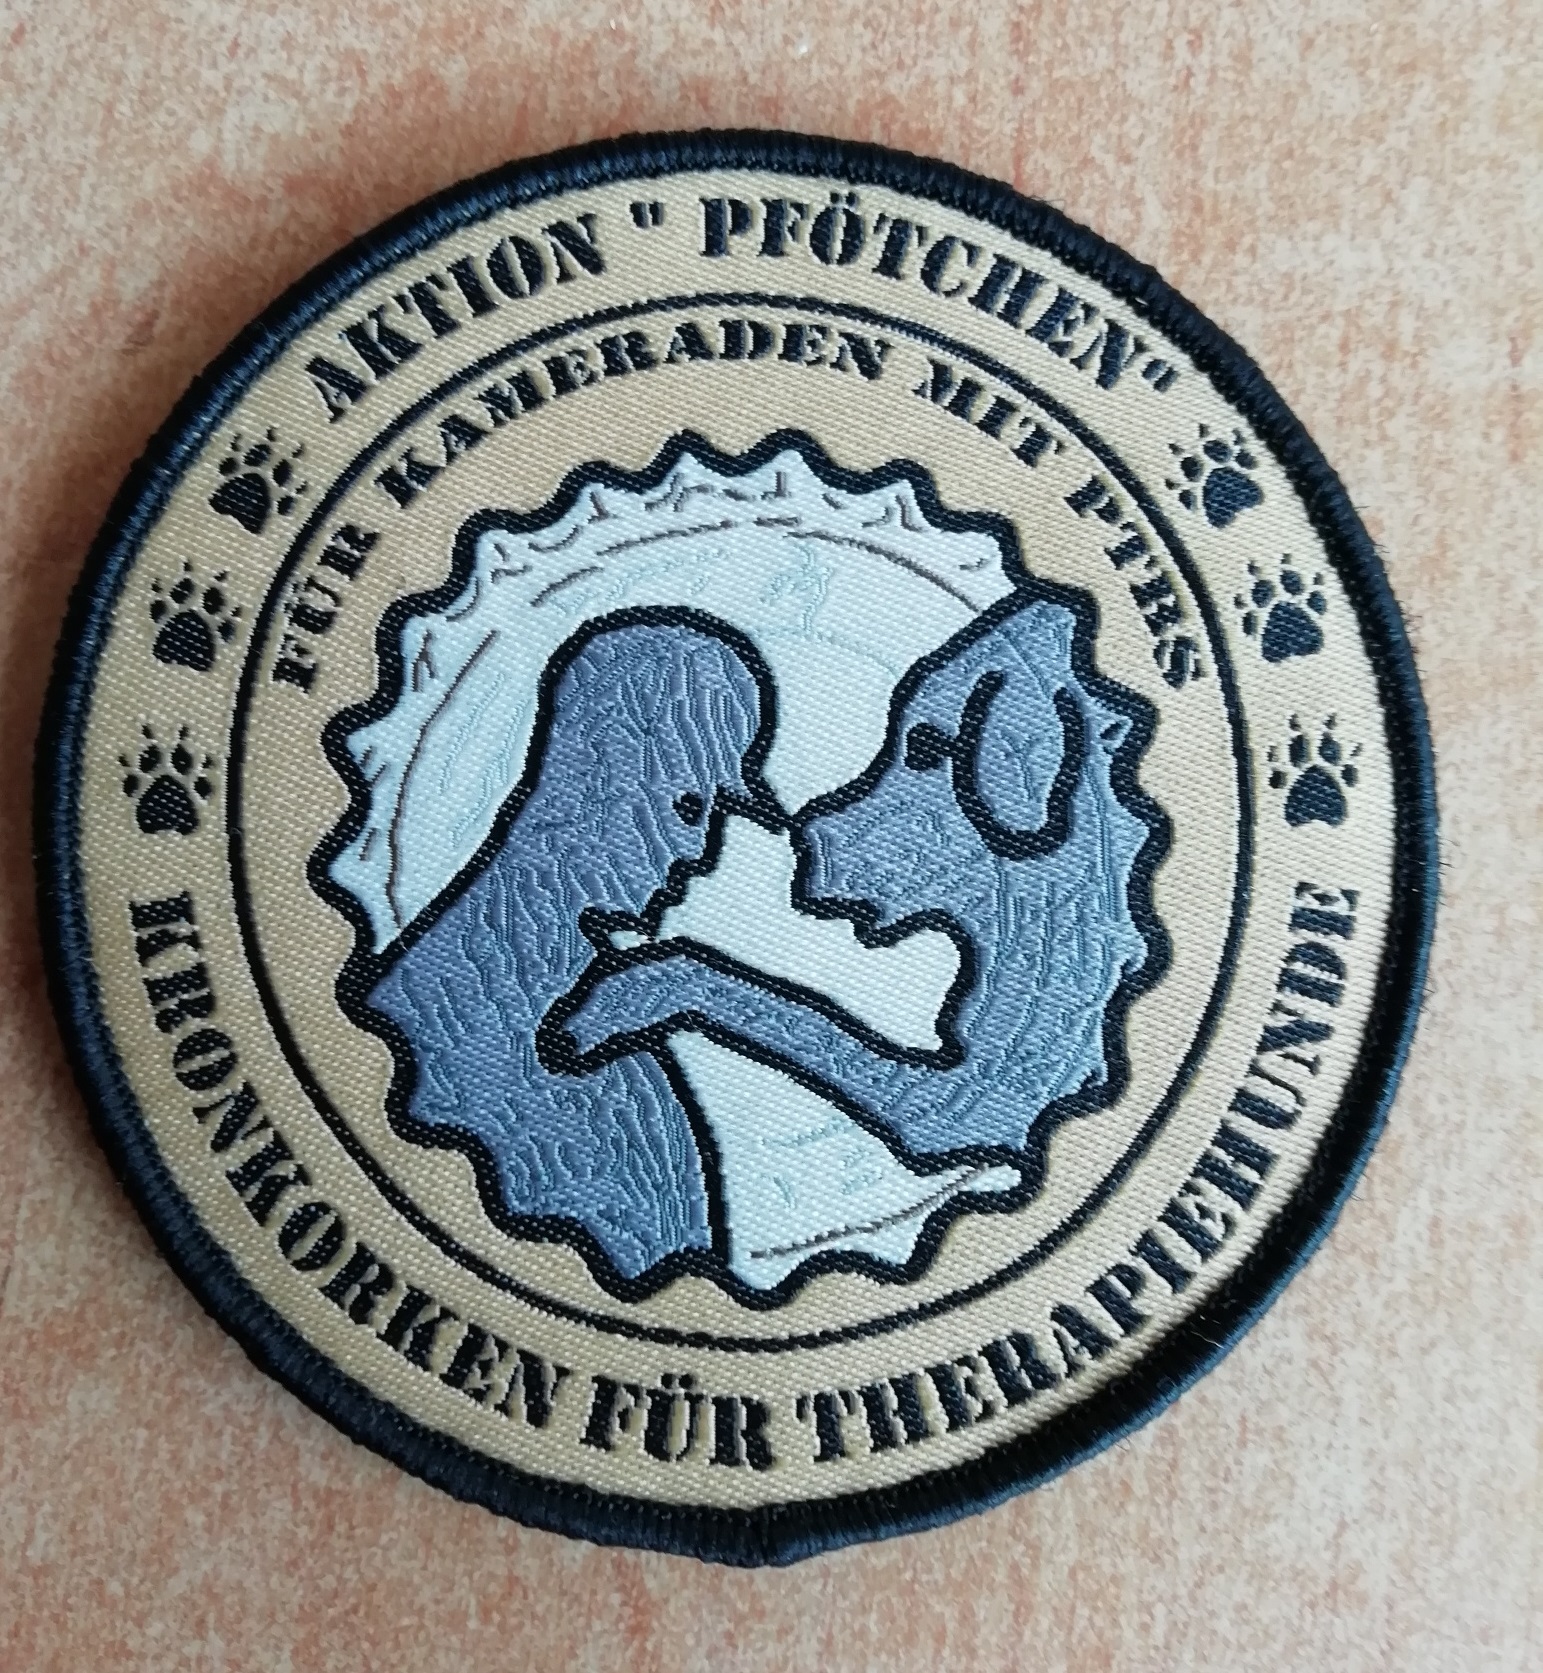 AKTION " PFÖTCHEN"
FÜR KAMERADEN MIT PTBS
KRONKORKEN FÜR THERAPIEHUNDE